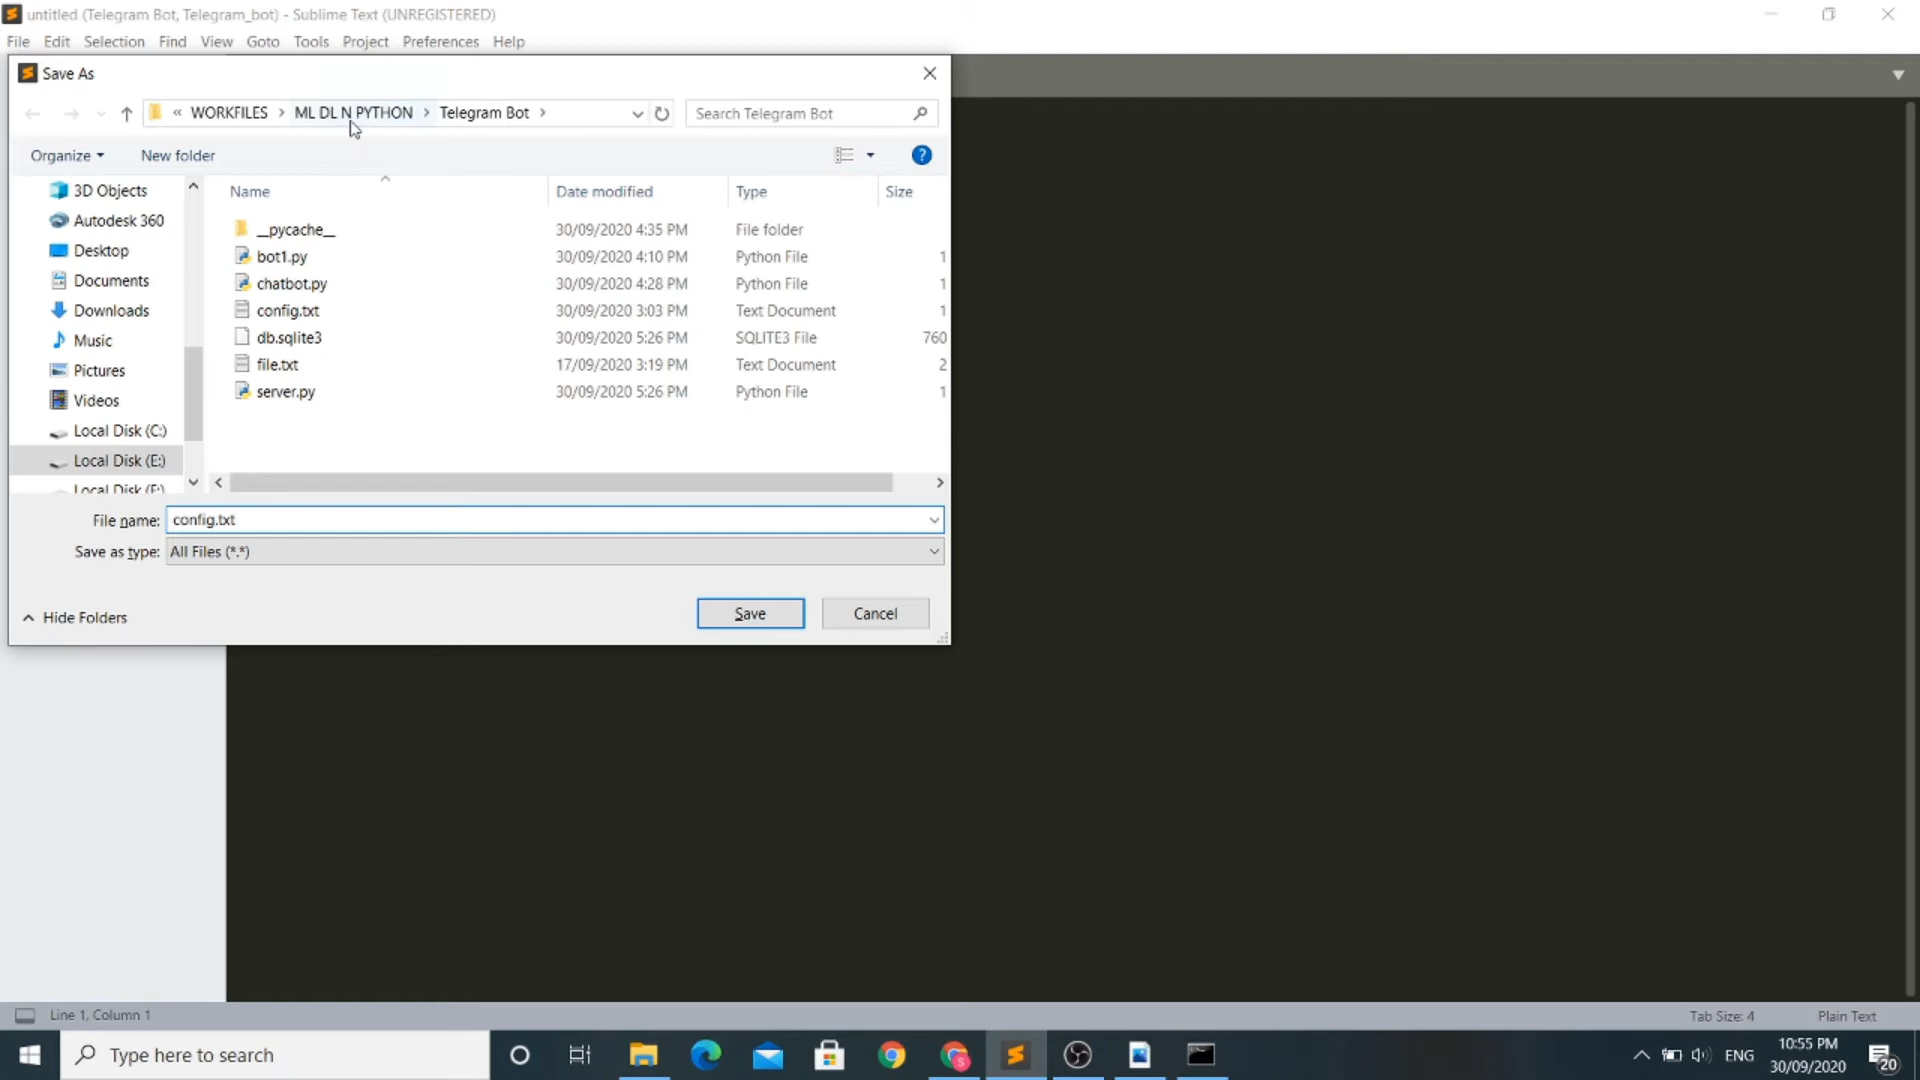 untitled (Telegram Bot, Telegram_bot) - Sublime Text (UNREGISTERED)
File Edit Selection Find View Goto Tools Project Preferences Help
Save As
« WORKFILES › ML DL N PYTHON › Telegram Bot ›
Search Telegram Bot
Organize
New folder
?
3D Objects
Autodesk 360
Desktop
Documents
Downloads
Music
Pictures
Videos
Local Disk (C:)
Local Disk (E:)
Local Disk (F:)
Name Date modified Type Size
__pycache__ 30/09/2020 4:35 PM File folder
bot1.py 30/09/2020 4:10 PM Python File 1
chatbot.py 30/09/2020 4:28 PM Python File 1
config.txt 30/09/2020 3:03 PM Text Document 1
db.sqlite3 30/09/2020 5:26 PM SQLITE3 File 760
file.txt 17/09/2020 3:19 PM Text Document 2
server.py 30/09/2020 5:26 PM Python File 1
File name: config.txt
Save as type: All Files (*.*)
Hide Folders
Save
Cancel
Line 1, Column 1
Tab Size: 4
Plain Text
Type here to search
ENG
10:55 PM
30/09/2020
20